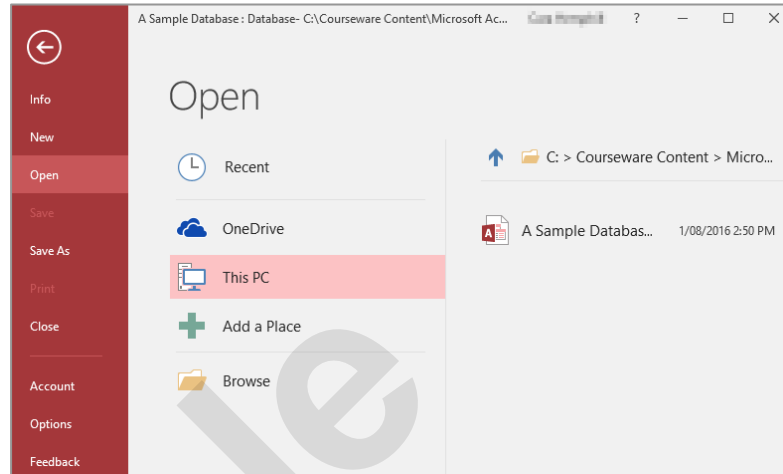 A Sample Database : Database- C:\Courseware Content\Microsoft Ac...
?
Open
Info
New
Open
Save
Save As
Print
Close
Account
Options
Feedback
Recent
OneDrive
This PC
Add a Place
Browse
C: > Courseware Content > Micro...
A Sample Databas... 1/08/2016 2:50 PM